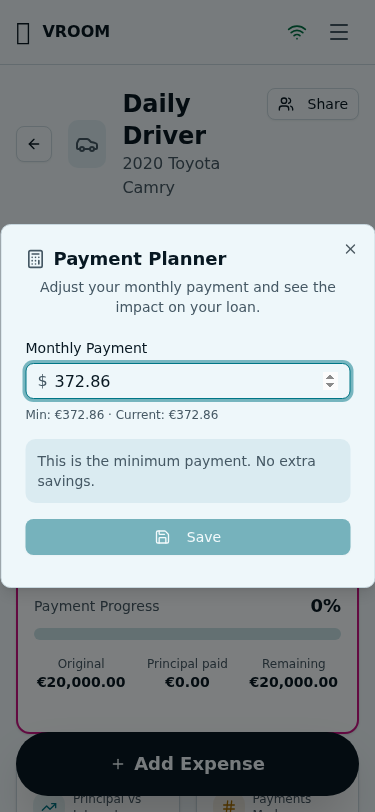 VROOM
Daily
Driver
Share
2020 Toyota
Camry
Payment Planner
Adjust your monthly payment and see the
impact on your loan.
Monthly Payment
$ 372.86
Min: €372.86 · Current: €372.86
This is the minimum payment. No extra
savings.
Save
Payment Progress 0%
Original Principal paid Remaining
€20,000.00 €0.00 €20,000.00
+ Add Expense
Principal vs Payments